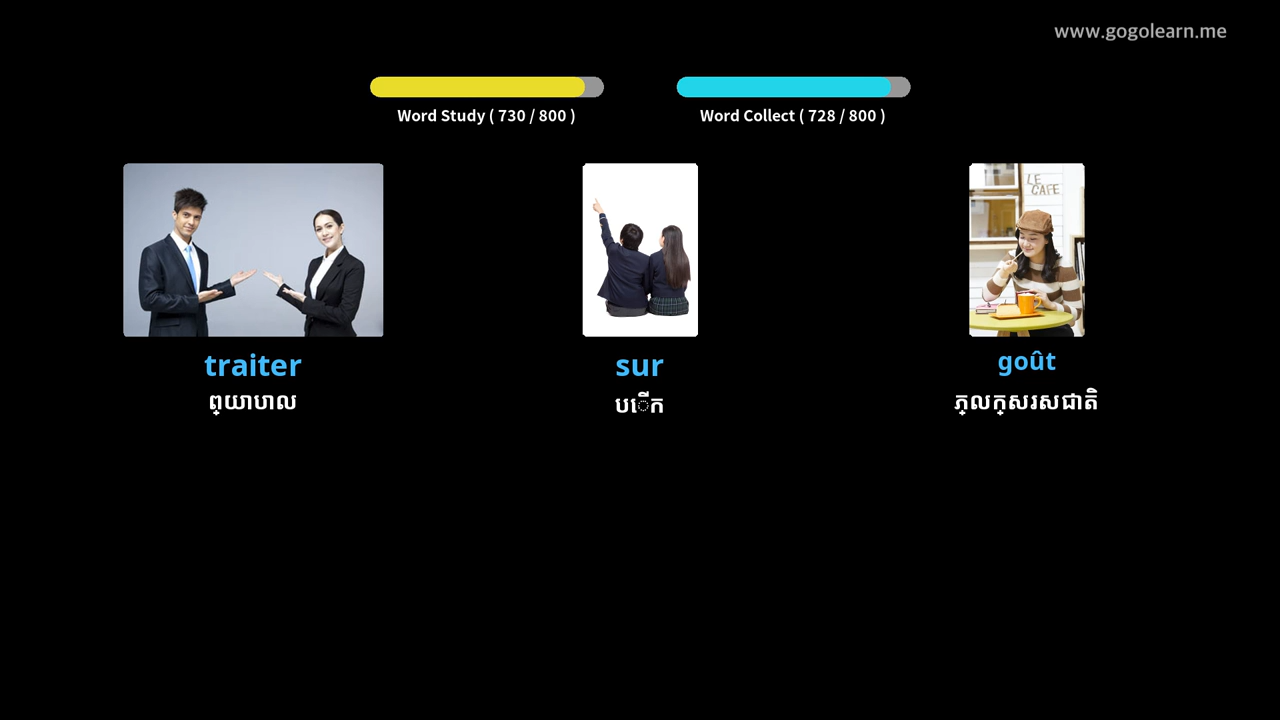 www.gogolearn.me
Word Study ( 730 / 800 )
Word Collect ( 728 / 800 )
LE CAFE
traiter
sur
goût
ព្យាបាល
បើក
ភ្លក្សរសជាតិ